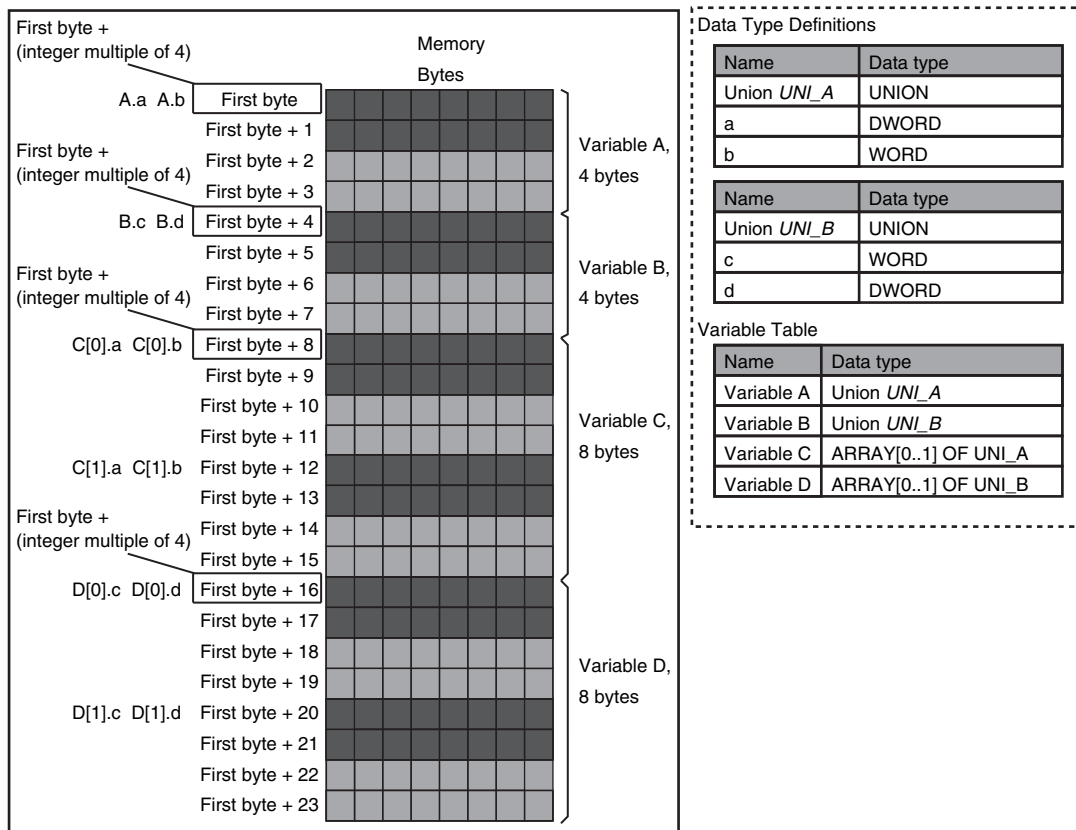 First byte +
(integer multiple of 4)
Memory
Bytes
A.a A.b First byte
First byte + 1
First byte +
(integer multiple of 4)
First byte + 2
First byte + 3
Variable A,
4 bytes
B.c B.d First byte + 4
First byte + 5
First byte +
(integer multiple of 4)
First byte + 6
First byte + 7
Variable B,
4 bytes
C[0].a C[0].b First byte + 8
First byte + 9
First byte + 10
First byte + 11
Variable C,
8 bytes
C[1].a C[1].b First byte + 12
First byte + 13
First byte +
(integer multiple of 4)
First byte + 14
First byte + 15
D[0].c D[0].d First byte + 16
First byte + 17
First byte + 18
First byte + 19
Variable D,
8 bytes
D[1].c D[1].d First byte + 20
First byte + 21
First byte + 22
First byte + 23
Data Type Definitions
Name Data type
Union UNI_A UNION
a DWORD
b WORD
Name Data type
Union UNI_B UNION
c WORD
d DWORD
Variable Table
Name Data type
Variable A Union UNI_A
Variable B Union UNI_B
Variable C ARRAY[0..1] OF UNI_A
Variable D ARRAY[0..1] OF UNI_B